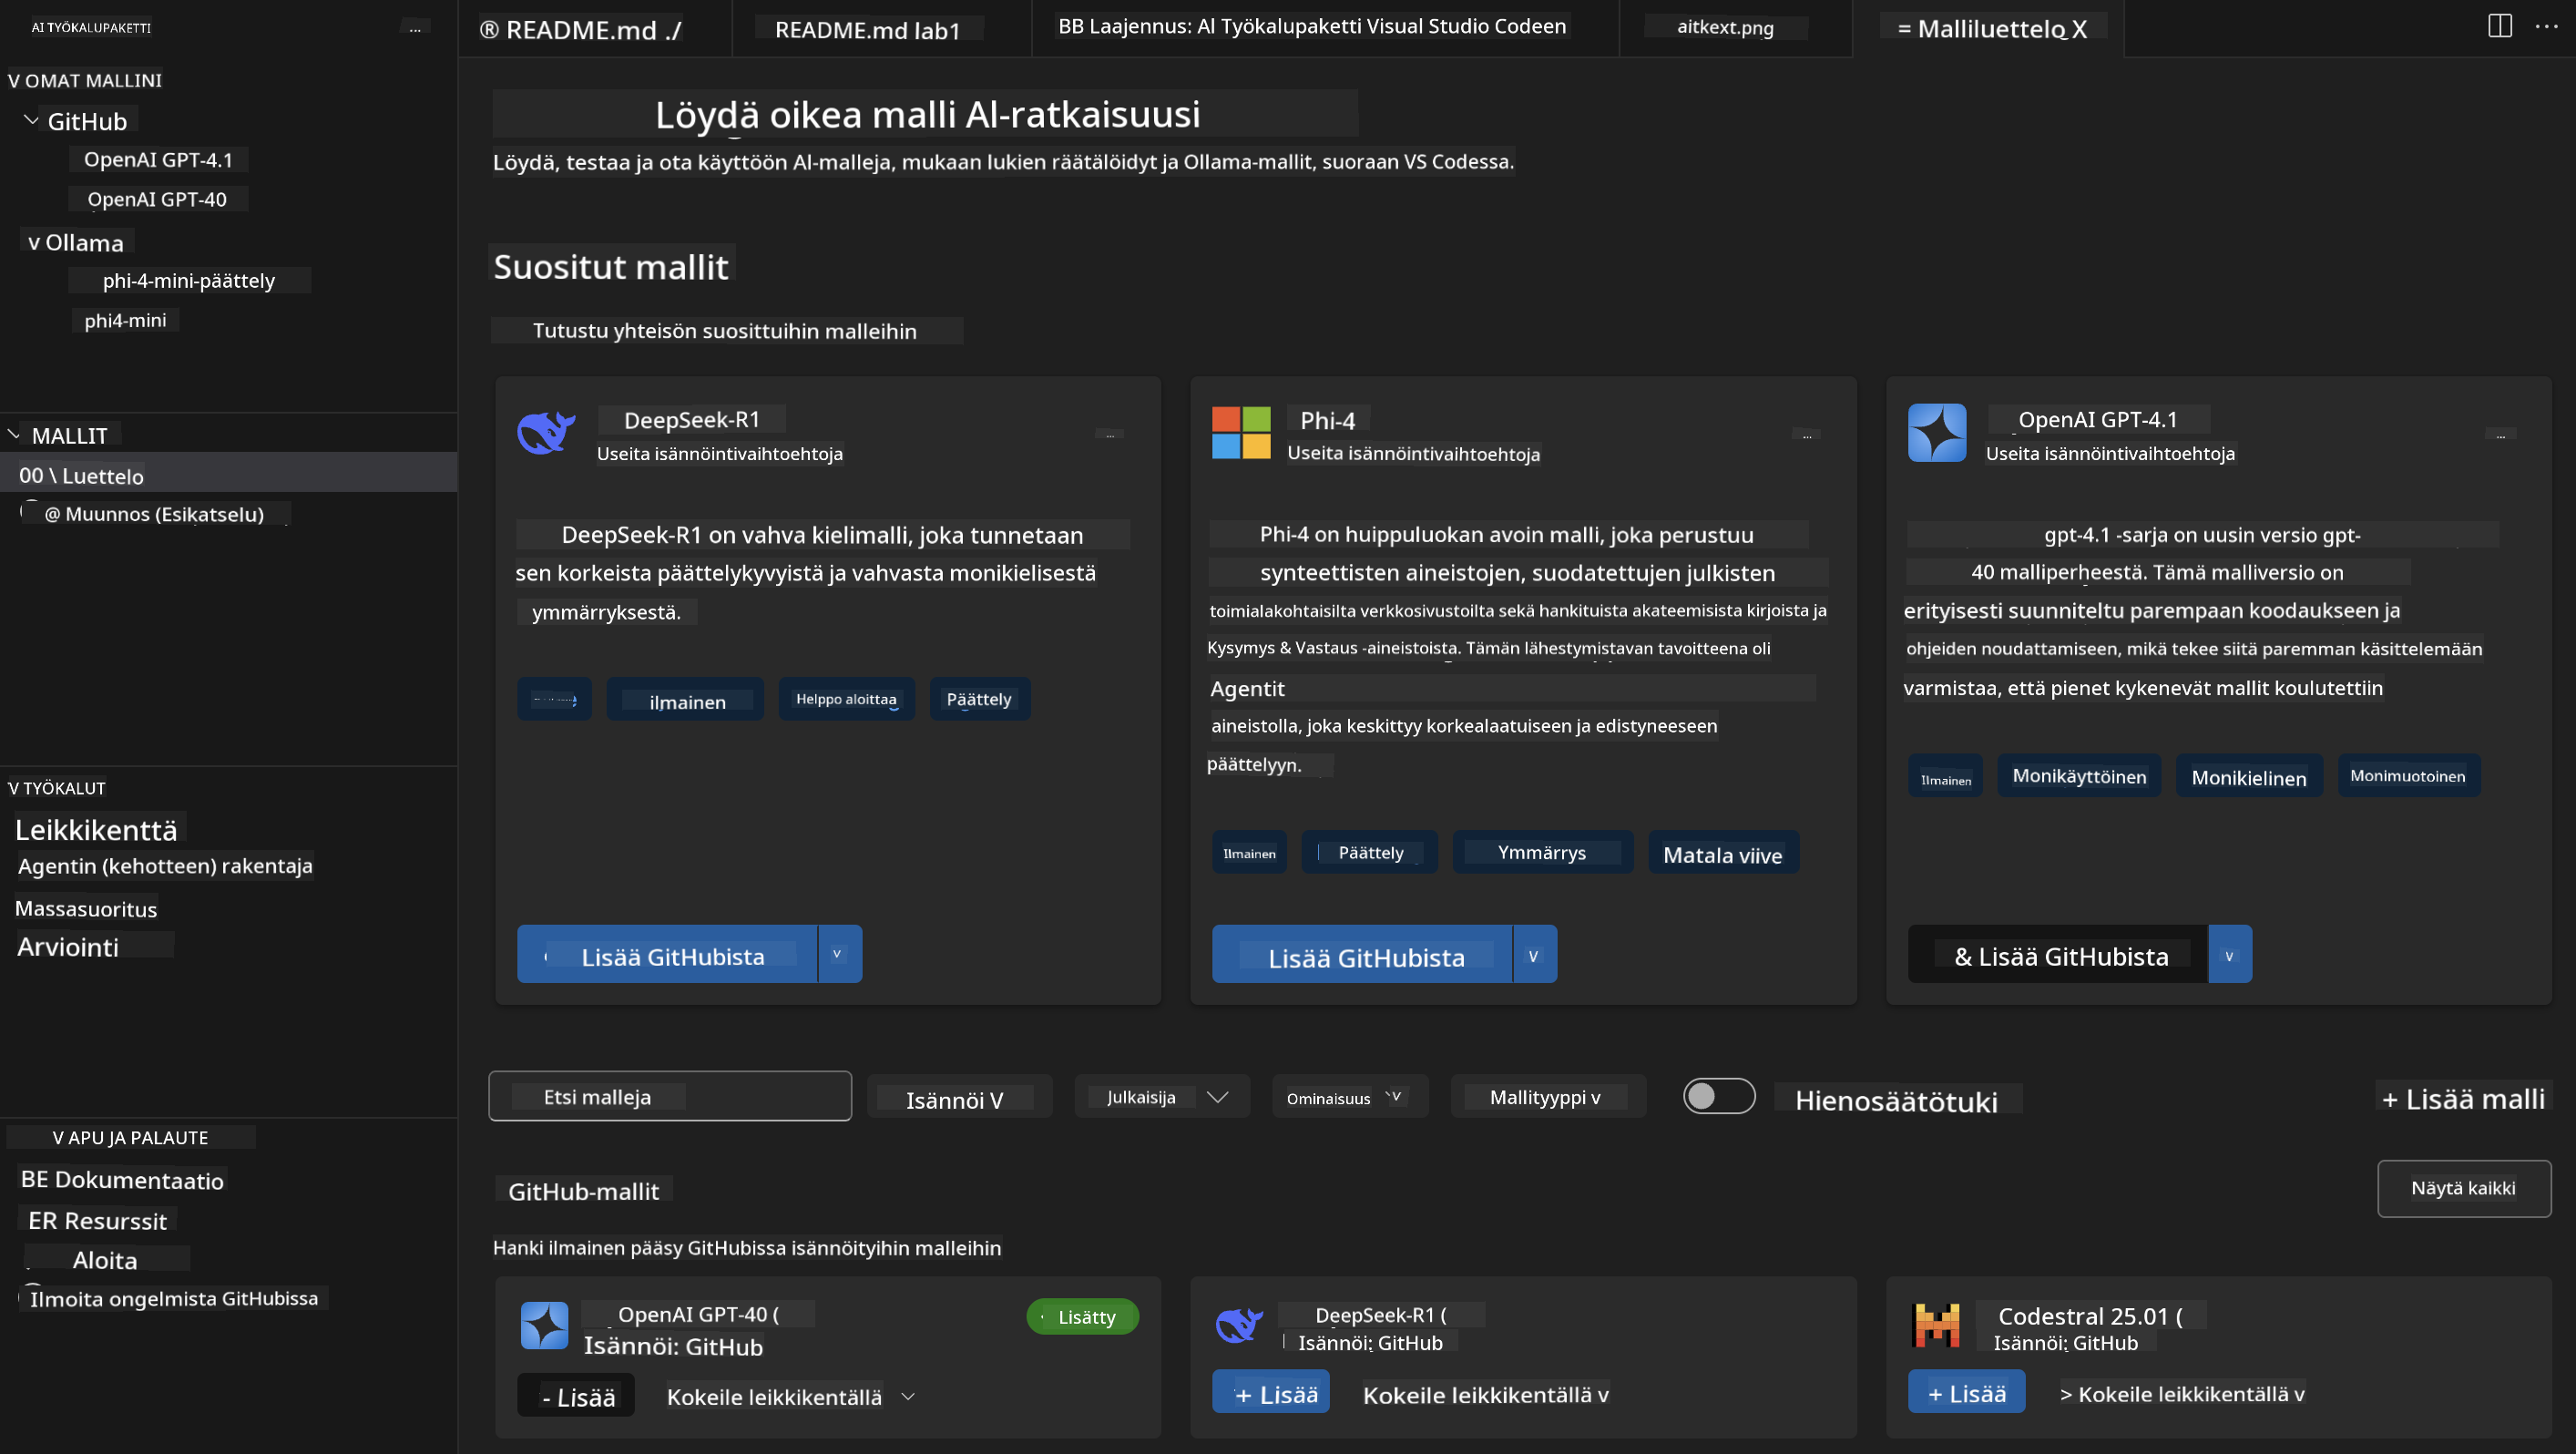 AI TYÖKALUPAKETTI
...
® README.md ./
README.md lab1
BB Laajennus: AI Työkalupaketti Visual Studio Codeen
aitkext.png
= Malliluettelo X
V OMAT MALLINI
GitHub
OpenAI GPT-4.1
OpenAI GPT-40
v Ollama
phi-4-mini-päättely
phi4-mini
MALLIT
00 \ Luettelo
@ Muunnos (Esikatselu)
V TYÖKALUT
Leikkikenttä
Agentin (kehotteen) rakentaja
Massasuoritus
Arviointi
V APU JA PALAUTE
BE Dokumentaatio
ER Resurssit
Aloita
Ilmoita ongelmista GitHubissa
Löydä oikea malli AI-ratkaisuusi
Löydä, testaa ja ota käyttöön AI-malleja, mukaan lukien räätälöidyt ja Ollama-mallit, suoraan VS Codessa.
Suositut mallit
Tutustu yhteisön suosittuihin malleihin
DeepSeek-R1
...
Useita isännöintivaihtoehtoja
DeepSeek-R1 on vahva kielimalli, joka tunnetaan
sen korkeista päättelykyvyistä ja vahvasta monikielisestä
ymmärryksestä.
ilmainen
Helppo aloittaa
Päättely
Lisää GitHubista
v
Phi-4
...
Useita isännöintivaihtoehtoja
Phi-4 on huippuluokan avoin malli, joka perustuu
synteettisten aineistojen, suodatettujen julkisten
toimialakohtaisilta verkkosivustoilta sekä hankituista akateemisista kirjoista ja
Kysymys & Vastaus -aineistoista. Tämän lähestymistavan tavoitteena oli
Agentit
aineistolla, joka keskittyy korkealaatuiseen ja edistyneeseen
päättelyyn.
Ilmainen
Päättely
Ymmärrys
Matala viive
Lisää GitHubista
V
OpenAI GPT-4.1
...
Useita isännöintivaihtoehtoja
gpt-4.1 -sarja on uusin versio gpt-
40 malliperheestä. Tämä malliversio on
erityisesti suunniteltu parempaan koodaukseen ja
ohjeiden noudattamiseen, mikä tekee siitä paremman käsittelemään
varmistaa, että pienet kykenevät mallit koulutettiin
Ilmainen
Monikäyttöinen
Monikielinen
Monimuotoinen
& Lisää GitHubista
v
Etsi malleja
Isännöi V
Julkaisija
Ominaisuus v
Mallityyppi v
Hienosäätötuki
+ Lisää malli
GitHub-mallit
Näytä kaikki
Hanki ilmainen pääsy GitHubissa isännöityihin malleihin
OpenAI GPT-40 (
Isännöi: GitHub
Lisätty
- Lisää
Kokeile leikkikentällä
DeepSeek-R1 (
Isännöi: GitHub
+ Lisää
Kokeile leikkikentällä v
Codestral 25.01 (
Isännöi: GitHub
+ Lisää
> Kokeile leikkikentällä v